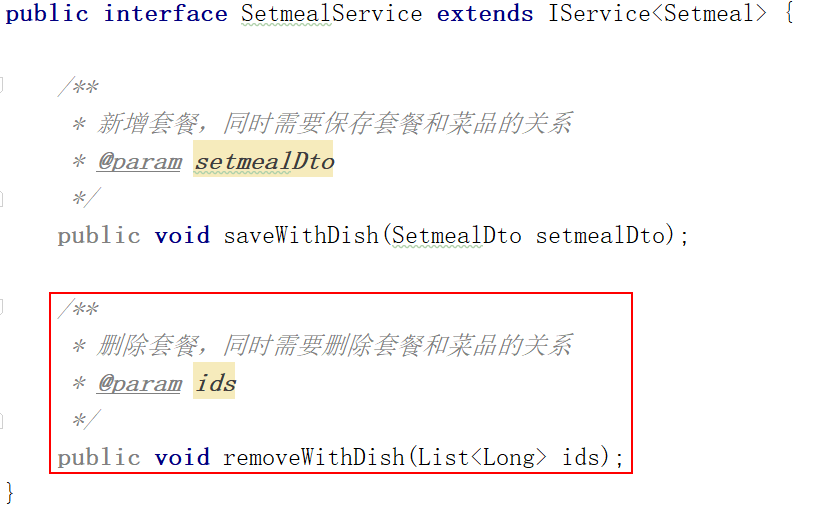 public interface SetmealService extends IService<Setmeal> {
/**
* 新增套餐，同时需要保存套餐和菜品的关系
* @param setmealDto
*/
public void saveWithDish(SetmealDto setmealDto);
/**
* 删除套餐，同时需要删除套餐和菜品的关系
* @param ids
*/
public void removeWithDish(List<Long> ids);
}